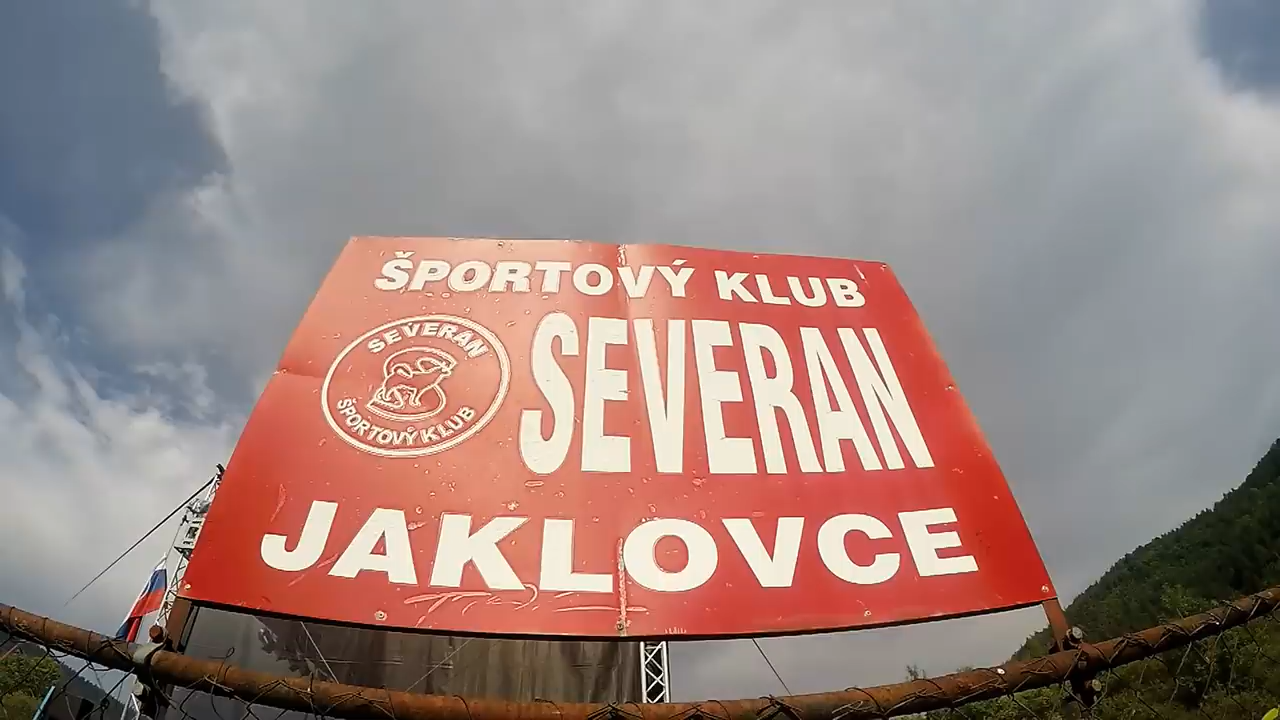 ŠPORTOVÝ KLUB
SEVERAN
SEVERAN
ŠPORTOVÝ KLUB
JAKLOVCE